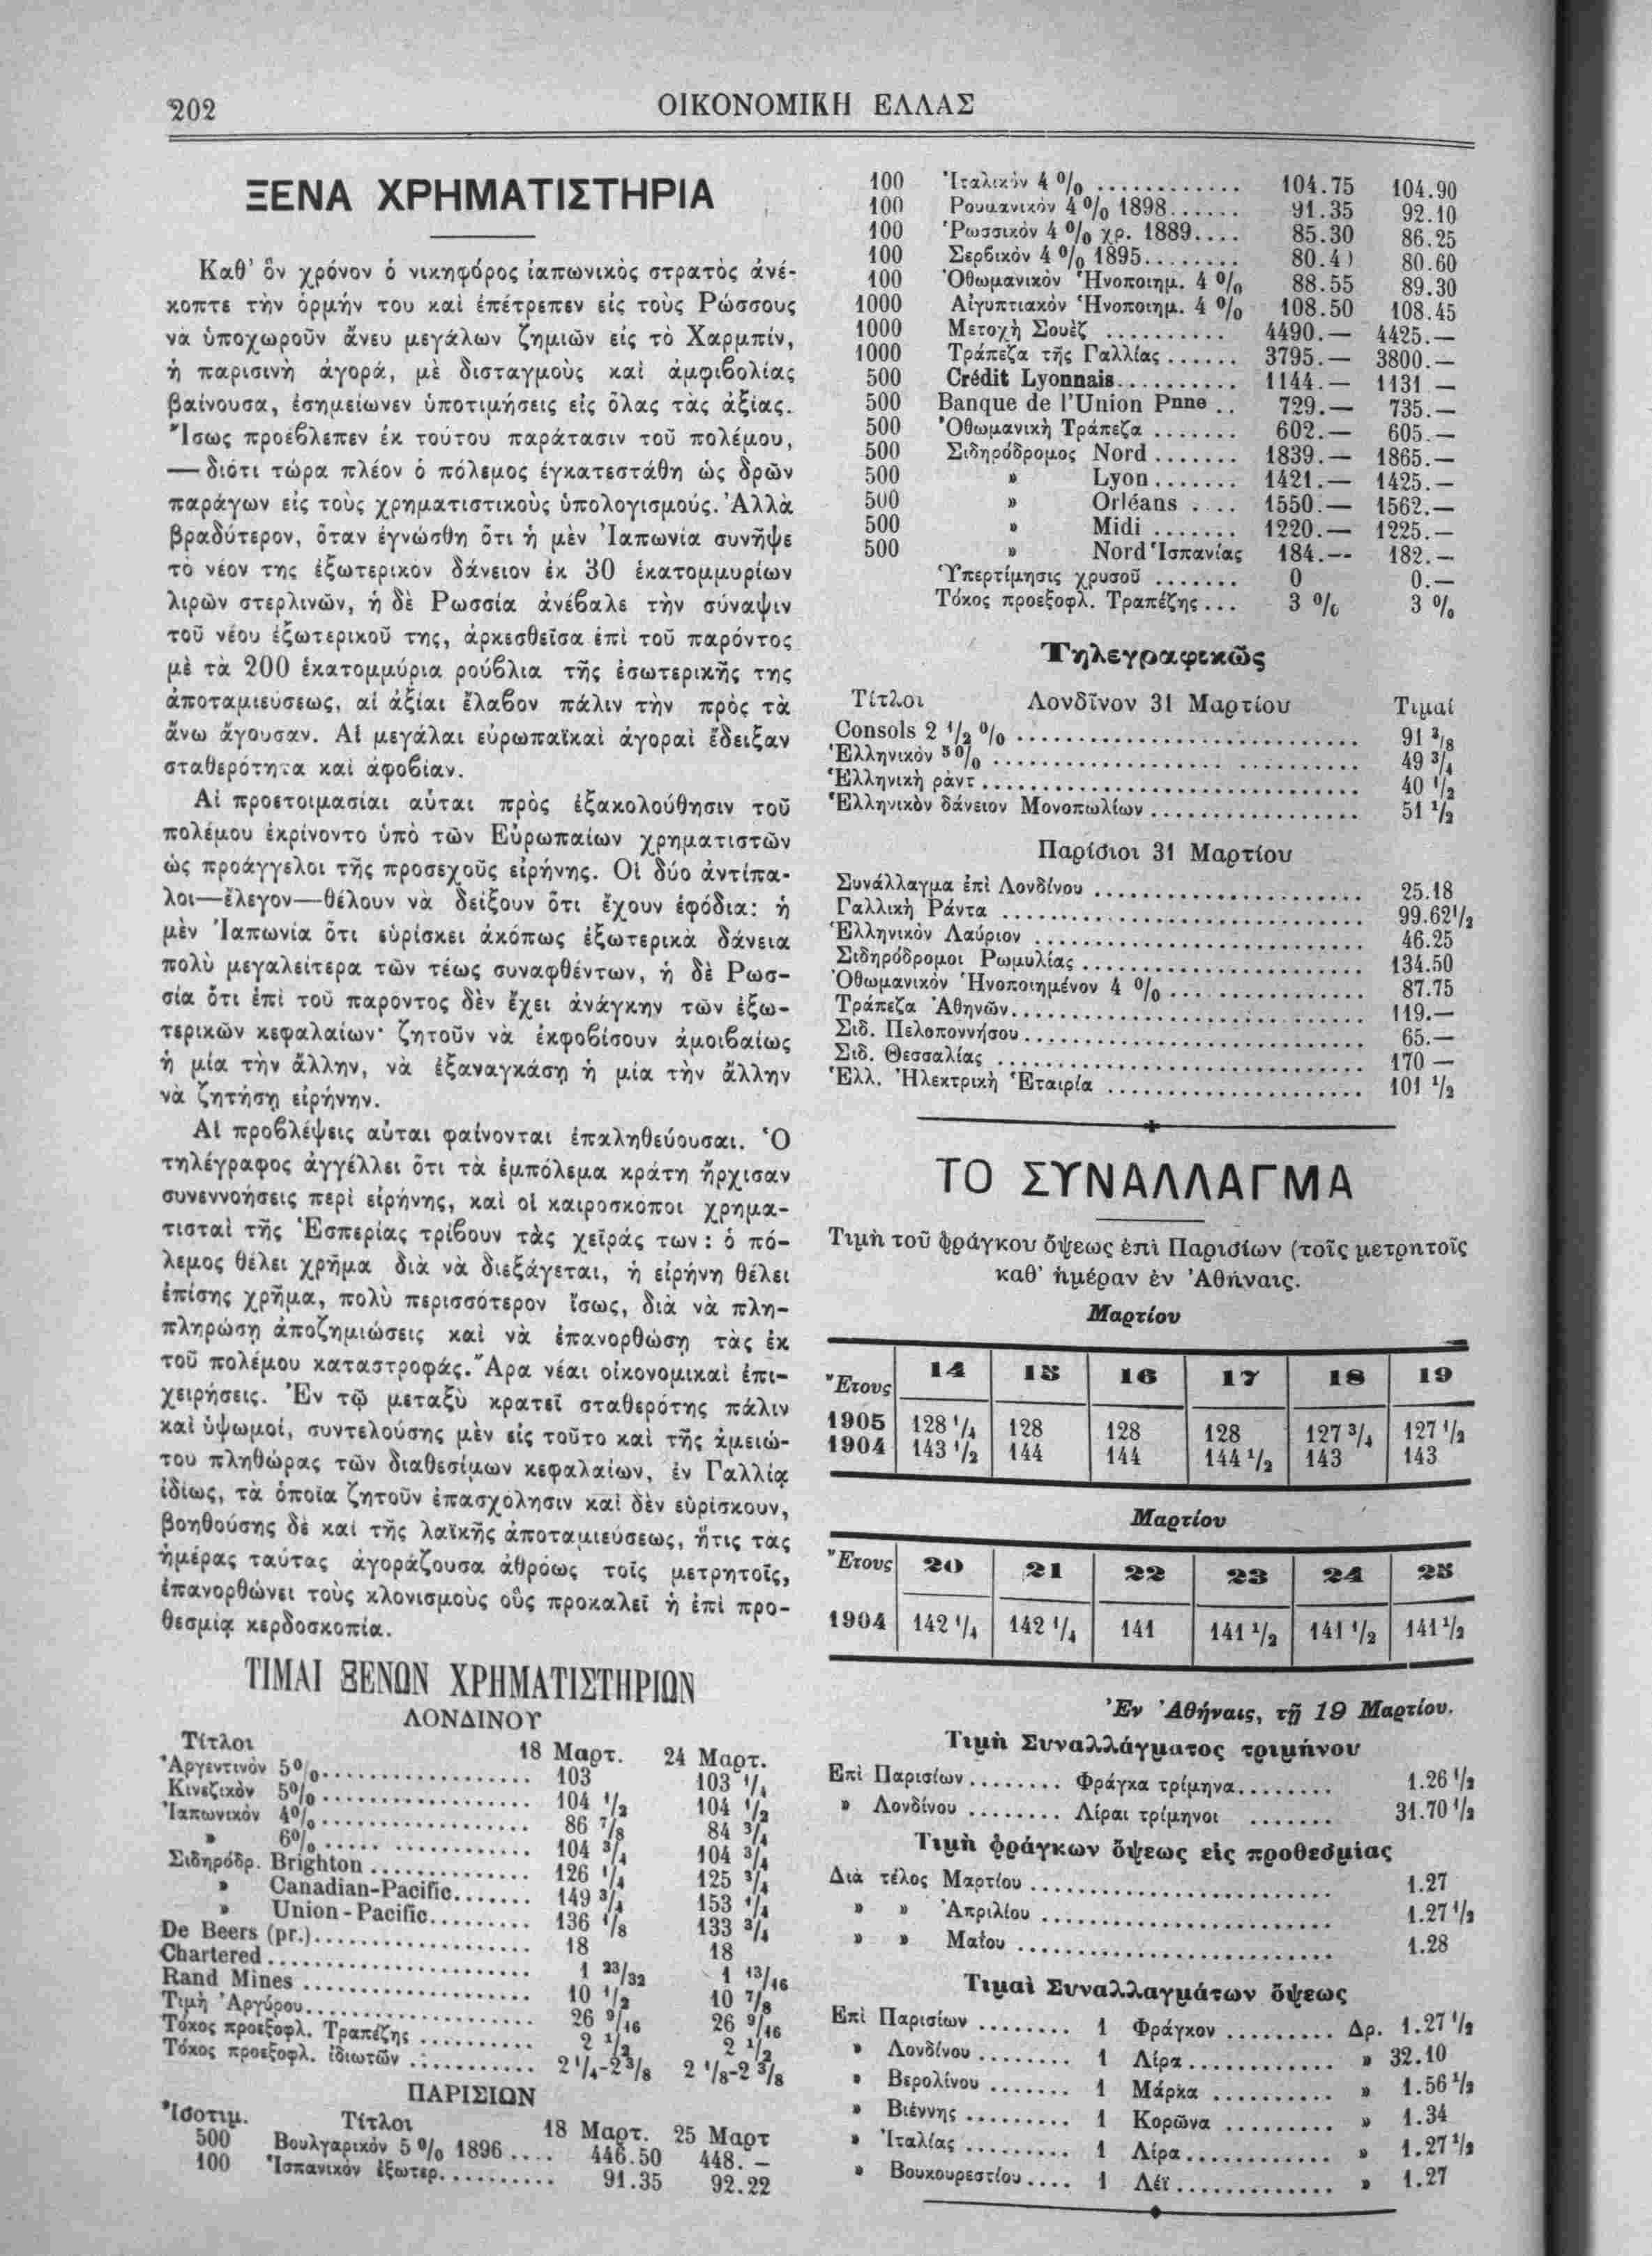 202
ΟΙΚΟΝΟΜΙΚΗ ΕΛΛΑΣ
ΞΕΝΑ ΧΡΗΜΑΤΙΣΤΗΡΙΑ
Καθ’ ὃν χρόνον ὁ νικηφόρος ἰαπωνικὸς στρατὸς ἀνέ-
κοπτε τὴν ὁρμήν του καὶ ἐπέτρεπεν εἰς τοὺς Ρώσσους
νὰ ὑποχωροῦν ἄνευ μεγάλων ζημιῶν εἰς τὸ Χαρμπίν,
ἡ παρισινὴ ἀγορά, μὲ δισταγμοὺς καὶ ἀμφιβολίας
βαίνουσα, ἐσημείωνεν ὑποτιμήσεις εἰς ὅλας τὰς ἀξίας.
Ἴσως προέβλεπεν ἐκ τούτου παράτασιν τοῦ πολέμου,
—διότι τώρα πλέον ὁ πόλεμος ἐγκατεστάθη ὡς δρῶν
παράγων εἰς τοὺς χρηματιστικοὺς ὑπολογισμούς. Ἀλλὰ
βραδύτερον, ὅταν ἐγνώσθη ὅτι ἡ μὲν Ἰαπωνία συνῆψε
τὸ νέον της ἐξωτερικὸν δάνειον ἐκ 30 ἑκατομμυρίων
λιρῶν στερλινῶν, ἡ δὲ Ρωσσία ἀνέβαλε τὴν σύναψιν
τοῦ νέου ἐξωτερικοῦ της, ἀρκεσθεῖσα ἐπὶ τοῦ παρόντος
μὲ τὰ 200 ἑκατομμύρια ρούβλια τῆς ἐσωτερικῆς της
ἀποταμιεύσεως, αἱ ἀξίαι ἔλαβον πάλιν τὴν πρὸς τὰ
ἄνω ἄγουσαν. Αἱ μεγάλαι εὐρωπαϊκαὶ ἀγοραὶ ἔδειξαν
σταθερότητα καὶ ἀφοβίαν.
Αἱ προετοιμασίαι αὗται πρὸς ἐξακολούθησιν τοῦ
πολέμου ἐκρίνοντο ὑπὸ τῶν Εὐρωπαίων χρηματιστῶν
ὡς προάγγελοι τῆς προσεχοῦς εἰρήνης. Οἱ δύο ἀντίπα-
λοι—ἔλεγον—θέλουν νὰ δείξουν ὅτι ἔχουν ἐφόδια: ἡ
μὲν Ἰαπωνία ὅτι εὑρίσκει ἀκόπως ἐξωτερικὰ δάνεια
πολὺ μεγαλείτερα τῶν τέως συναφθέντων, ἡ δὲ Ρωσ-
σία ὅτι ἐπὶ τοῦ παρόντος δὲν ἔχει ἀνάγκην τῶν ἐξω-
τερικῶν κεφαλαίων· ζητοῦν νὰ ἐκφοβίσουν ἀμοιβαίως
ἡ μία τὴν ἄλλην, νὰ ἐξαναγκάσῃ ἡ μία τὴν ἄλλην
νὰ ζητήσῃ εἰρήνην.
Αἱ προβλέψεις αὗται φαίνονται ἐπαληθεύουσαι. Ὁ
τηλέγραφος ἀγγέλλει ὅτι τὰ ἐμπόλεμα κράτη ἤρχισαν
συνεννοήσεις περὶ εἰρήνης, καὶ οἱ καιροσκόποι χρημα-
τισταὶ τῆς Ἑσπερίας τρίβουν τὰς χεῖράς των: ὁ πό-
λεμος θέλει χρῆμα διὰ νὰ διεξάγεται, ἡ εἰρήνη θέλει
ἐπίσης χρῆμα, πολὺ περισσότερον ἴσως, διὰ νὰ πλη-
πληρώσῃ ἀποζημιώσεις καὶ νὰ ἐπανορθώσῃ τὰς ἐκ
τοῦ πολέμου καταστροφάς. Ἄρα νέαι οἰκονομικαὶ ἐπι-
χειρήσεις. Ἐν τῷ μεταξὺ κρατεῖ σταθερότης πάλιν
καὶ ὑψωμοί, συντελούσης μὲν εἰς τοῦτο καὶ τῆς ἀμειώ-
του πληθώρας τῶν διαθεσίμων κεφαλαίων, ἐν Γαλλίᾳ
ἰδίως, τὰ ὁποῖα ζητοῦν ἐπασχόλησιν καὶ δὲν εὑρίσκουν,
βοηθούσης δὲ καὶ τῆς λαϊκῆς ἀποταμιεύσεως, ἥτις τὰς
ἡμέρας ταύτας ἀγοράζουσα ἀθρόως τοῖς μετρητοῖς,
ἐπανορθώνει τοὺς κλονισμοὺς οὓς προκαλεῖ ἡ ἐπὶ προ-
θεσμίᾳ κερδοσκοπία.
ΤΙΜΑΙ ΞΕΝΩΝ ΧΡΗΜΑΤΙΣΤΗΡΙΩΝ
ΛΟΝΔΙΝΟΥ
Τίτλοι 18 Μαρτ. 24 Μαρτ.
Ἀργεντινὸν 5% 103 103 1/4
Κινεζικὸν 5% 104 1/2 104 1/2
Ἰαπωνικὸν 4% 86 7/8 84 3/4
» 6% 104 3/4 104 3/4
Σιδηρόδρ. Brighton 126 1/4 125 3/4
» Canadian-Pacific 149 3/4 153 1/4
» Union-Pacific 136 1/8 133 3/4
De Beers (pr.) 18 18
Chartered 1 23/32 1 13/16
Rand Mines 10 1/2 10 7/8
Τιμὴ Ἀργύρου 26 9/16 26 9/16
Τόκος προεξοφλ. Τραπέζης 2 1/2 2 1/2
Τόκος προεξοφλ. ἰδιωτῶν 2 1/4-2 3/8 2 1/8-2 3/8
ΠΑΡΙΣΙΩΝ
Ἰσοτιμ. Τίτλοι 18 Μαρτ. 25 Μαρτ
500 Βουλγαρικόν 5% 1896 .... 446.50 448.—
100 Ἰσπανικὸν ἐξωτερ. 91.35 92.22
100 Ἰταλικὸν 4% 104.75 104.90
100 Ρουμανικὸν 4% 1898 91.35 92.10
100 Ῥωσσικὸν 4% χρ. 1889.... 85.30 86.25
100 Σερβικὸν 4% 1895 80.4) 80.60
100 Ὀθωμανικὸν Ἡνοποιημ. 4% 88.55 89.30
1000 Αἰγυπτιακὸν Ἡνοποιημ. 4% 108.50 108.45
1000 Μετοχὴ Σουὲζ 4490.— 4425.—
1000 Τράπεζα τῆς Γαλλίας 3795.— 3800.—
500 Crédit Lyonnais 1144.— 1131.—
500 Banque de l'Union Pnne .. 729.— 735.—
500 Ὀθωμανικὴ Τράπεζα 602.— 605.—
500 Σιδηρόδρομος Nord 1839.— 1865.—
500 » Lyon 1421.— 1425.—
500 » Orléans 1550.— 1562.—
500 » Midi 1220.— 1225.—
500 » Nord Ἰσπανίας 184.— 182.—
Ὑπερτίμησις χρυσοῦ 0 0.—
Τόκος προεξοφλ. Τραπέζης ... 3 % 3 %
Τηλεγραφικῶς
Τίτλοι Λονδῖνον 31 Μαρτίου Τιμαί
Consols 2 1/2 % 91 3/8
Ἑλληνικὸν 5% 49 3/4
Ἑλληνικὴ ρὰντ 40 1/2
Ἑλληνικὸν δάνειον Μονοπωλίων 51 1/2
Παρίσιοι 31 Μαρτίου
Συνάλλαγμα ἐπὶ Λονδίνου 25.18
Γαλλικὴ Ράντα 99.62 1/2
Ἑλληνικὸν Λαύριον 46.25
Σιδηρόδρομοι Ρωμυλίας 134.50
Ὀθωμανικὸν Ἡνοποιημένον 4 % 87.75
Τράπεζα Ἀθηνῶν 119.—
Σιδ. Πελοποννήσου 65.—
Σιδ. Θεσσαλίας 170 —
Ἑλλ. Ἠλεκτρικὴ Ἑταιρία 101 1/2
ΤΟ ΣΥΝΑΛΛΑΓΜΑ
Τιμὴ τοῦ φράγκου ὄψεως ἐπὶ Παρισίων (τοῖς μετρητοῖς
καθ’ ἡμέραν ἐν Ἀθήναις.
Μαρτίου
Ἔτους 14 15 16 17 18 19
1905 128 1/4 128 128 128 127 3/4 127 1/2
1904 143 1/2 144 144 144 1/2 143 143
Μαρτίου
Ἔτους 20 21 22 23 24 25
1904 142 1/4 142 1/4 141 141 1/2 141 1/2 141 1/2
Ἐν Ἀθήναις, τῇ 19 Μαρτίου.
Τιμὴ Συναλλάγματος τριμήνου
Ἐπὶ Παρισίων Φράγκα τρίμηνα 1.26 1/2
» Λονδίνου Λίραι τρίμηνοι 31.70 1/2
Τιμὴ φράγκων ὄψεως εἰς προθεσμίας
Διὰ τέλος Μαρτίου 1.27
» » Ἀπριλίου 1.27 1/2
» » Μαΐου 1.28
Τιμαὶ Συναλλαγμάτων ὄψεως
Ἐπὶ Παρισίων 1 Φράγκον Δρ. 1.27 1/2
» Λονδίνου 1 Λίρα » 32.10
» Βερολίνου 1 Μάρκα » 1.56 1/2
» Βιέννης 1 Κορῶνα » 1.34
» Ἰταλίας 1 Λίρα » 1.27 1/2
» Βουκουρεστίου 1 Λέϊ » 1.27